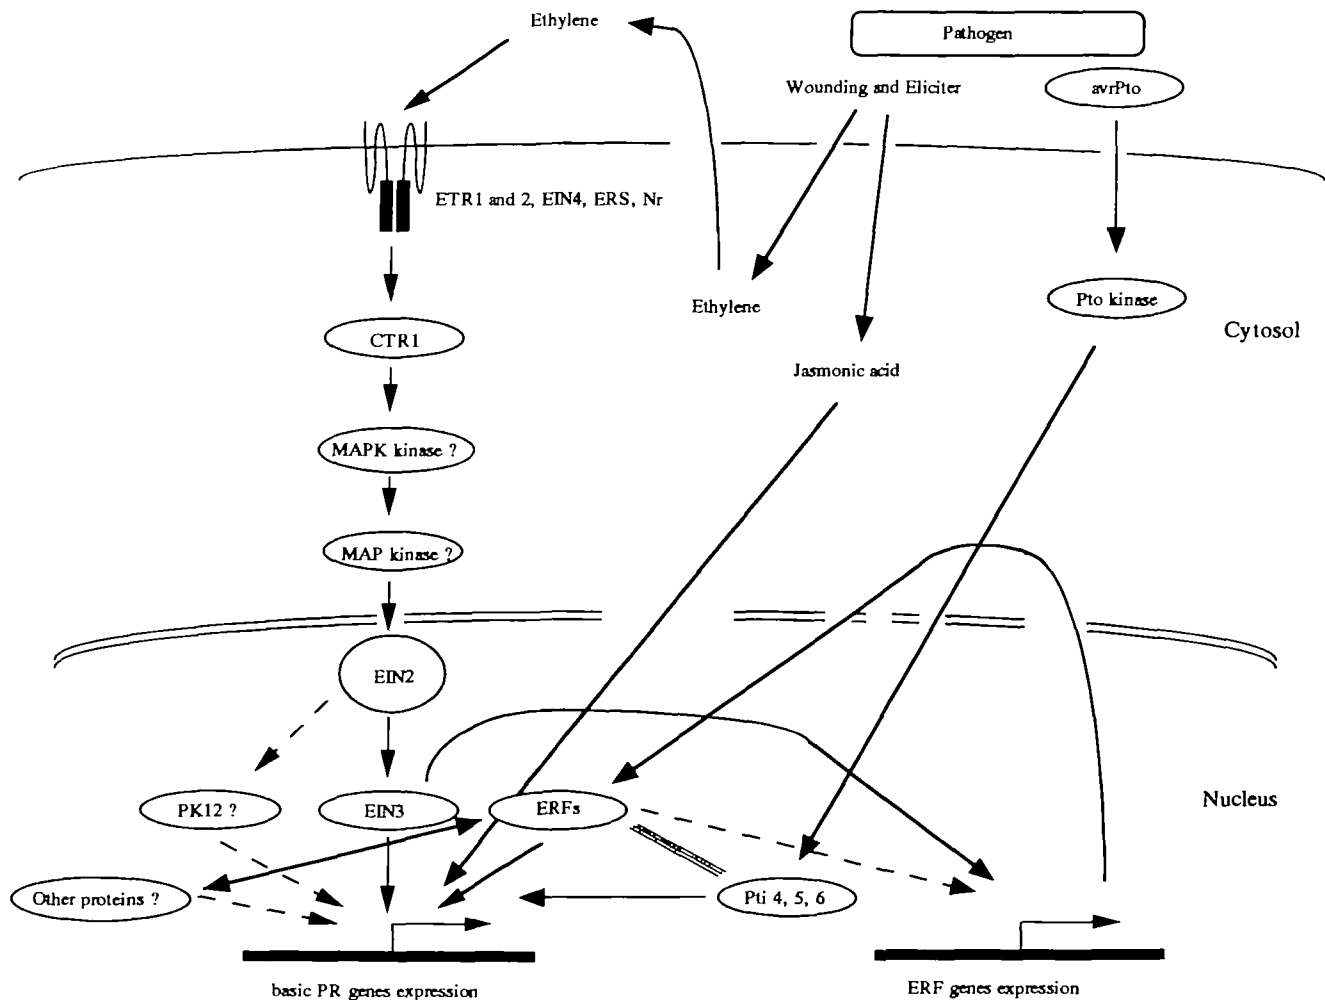 Ethylene
Pathogen
Wounding and Eliciter
avrPto
ETR1 and 2, EIN4, ERS, Nr
Ethylene
Pto kinase
CTR1
Cytosol
Jasmonic acid
MAPK kinase ?
MAP kinase ?
EIN2
PK12 ?
EIN3
ERFs
Nucleus
Other proteins ?
Pti 4, 5, 6
basic PR genes expression
ERF genes expression